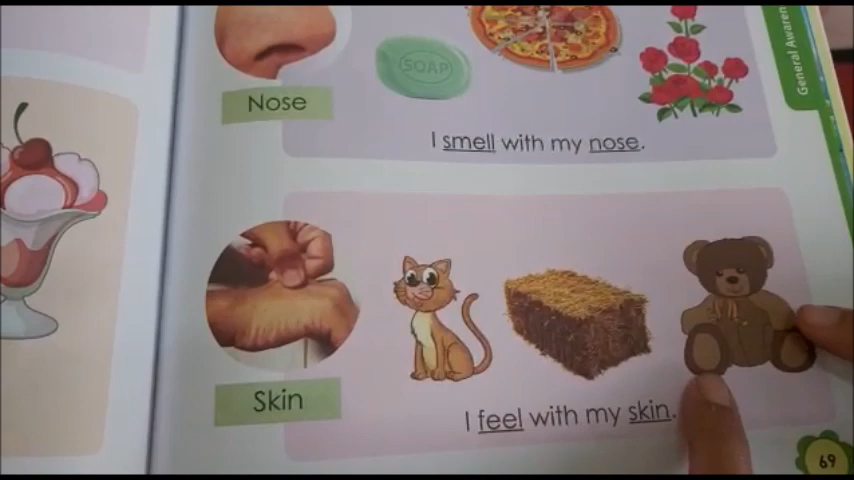 General Awaren
SOAP
Nose
I smell with my nose.
Skin
I feel with my skin.
69